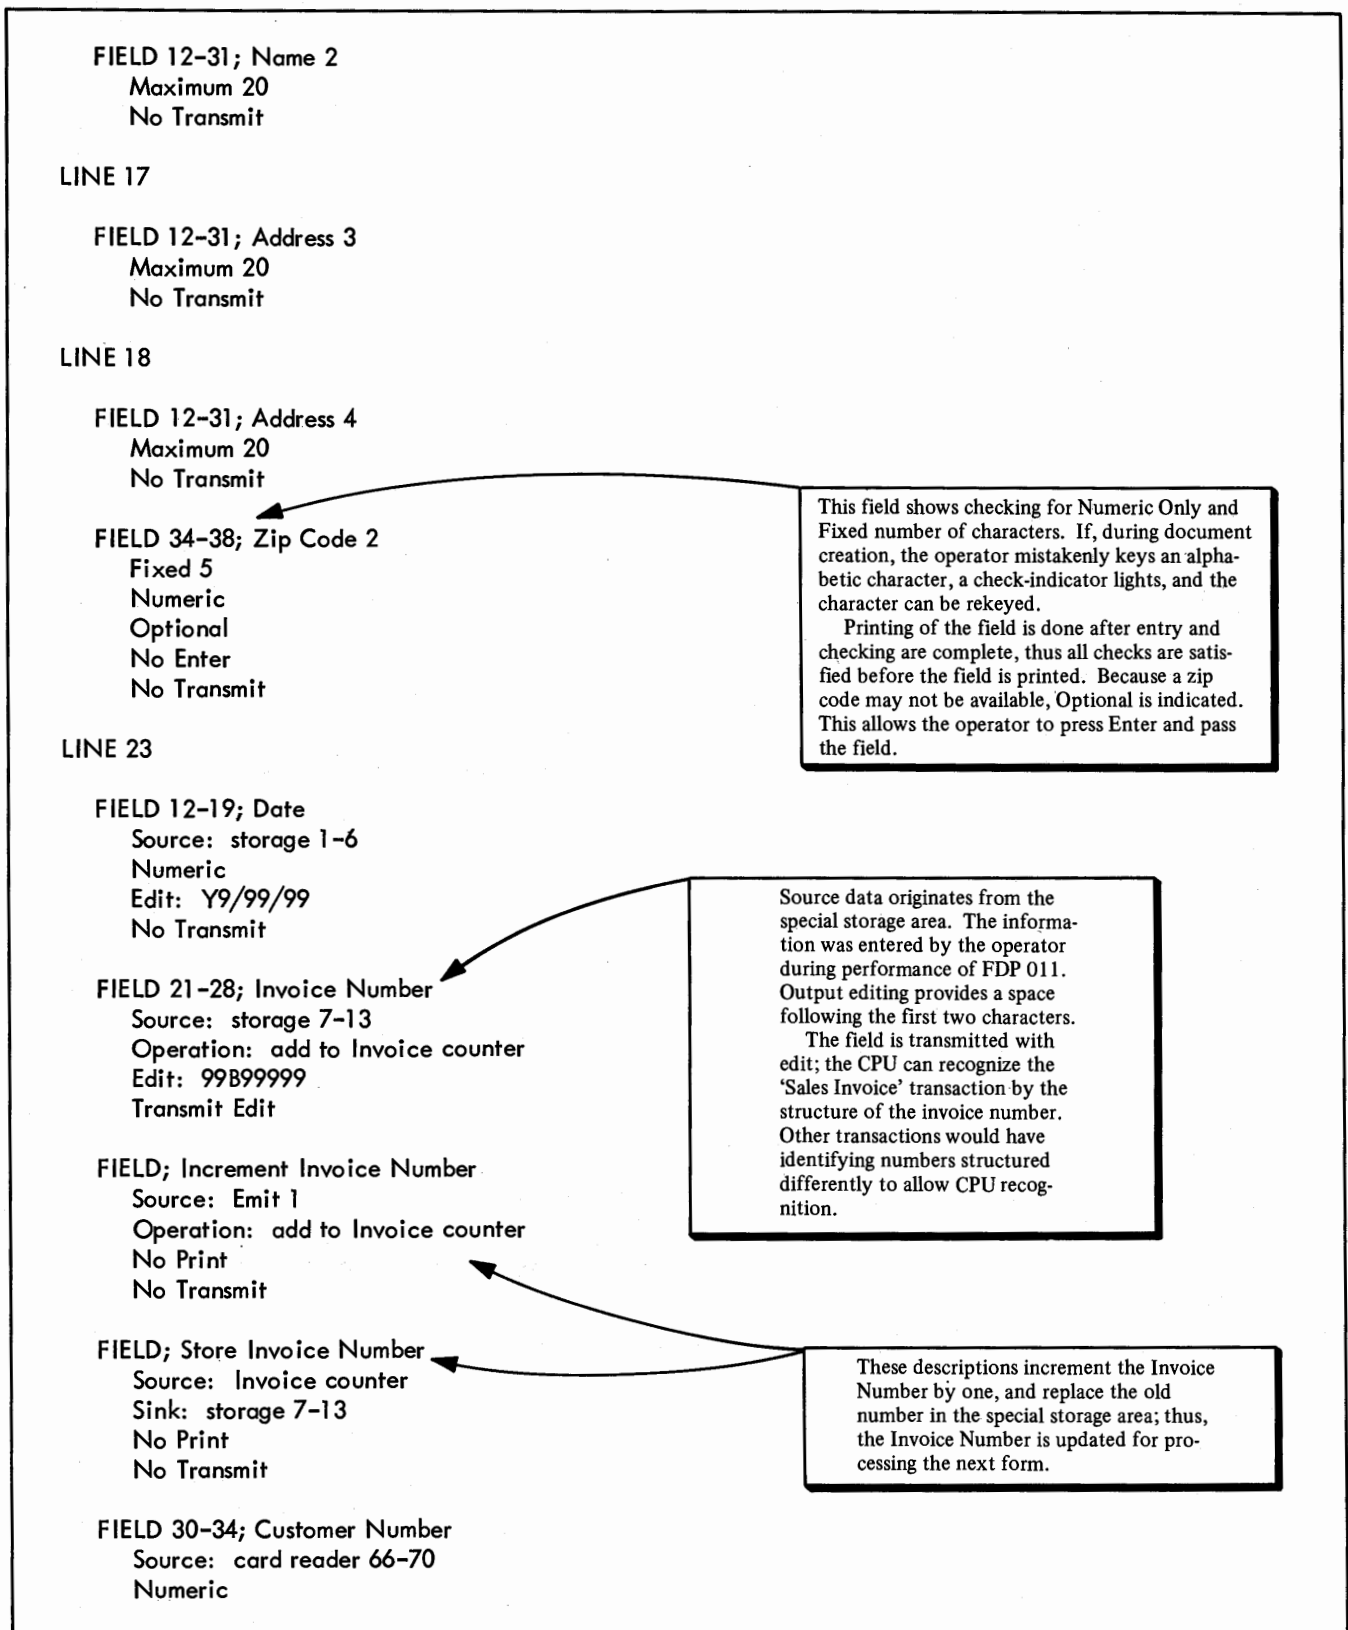 FIELD 12-31; Name 2
Maximum 20
No Transmit
LINE 17
FIELD 12-31; Address 3
Maximum 20
No Transmit
LINE 18
FIELD 12-31; Address 4
Maximum 20
No Transmit
FIELD 34-38; Zip Code 2
Fixed 5
Numeric
Optional
No Enter
No Transmit
This field shows checking for Numeric Only and
Fixed number of characters. If, during document
creation, the operator mistakenly keys an alpha-
betic character, a check-indicator lights, and the
character can be rekeyed.
Printing of the field is done after entry and
checking are complete, thus all checks are satis-
fied before the field is printed. Because a zip
code may not be available, Optional is indicated.
This allows the operator to press Enter and pass
the field.
LINE 23
FIELD 12-19; Date
Source: storage 1-6
Numeric
Edit: Y9/99/99
No Transmit
FIELD 21-28; Invoice Number
Source: storage 7-13
Operation: add to Invoice counter
Edit: 99B99999
Transmit Edit
Source data originates from the
special storage area. The informa-
tion was entered by the operator
during performance of FDP 011.
Output editing provides a space
following the first two characters.
The field is transmitted with
edit; the CPU can recognize the
‘Sales Invoice’ transaction by the
structure of the invoice number.
Other transactions would have
identifying numbers structured
differently to allow CPU recog-
nition.
FIELD; Increment Invoice Number
Source: Emit 1
Operation: add to Invoice counter
No Print
No Transmit
FIELD; Store Invoice Number
Source: Invoice counter
Sink: storage 7-13
No Print
No Transmit
These descriptions increment the Invoice
Number by one, and replace the old
number in the special storage area; thus,
the Invoice Number is updated for pro-
cessing the next form.
FIELD 30-34; Customer Number
Source: card reader 66-70
Numeric